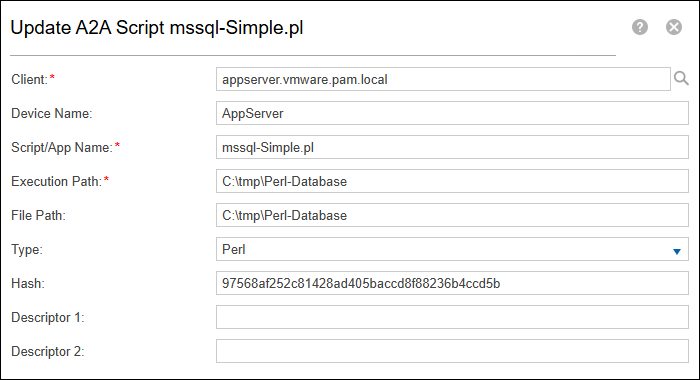 Update A2A Script mssql-Simple.pl
?
Client:* appserver.vmware.pam.local
Device Name: AppServer
Script/App Name:* mssql-Simple.pl
Execution Path:* C:\tmp\Perl-Database
File Path: C:\tmp\Perl-Database
Type: Perl
Hash: 97568af252c81428ad405baccd8f88236b4ccd5b
Descriptor 1:
Descriptor 2: